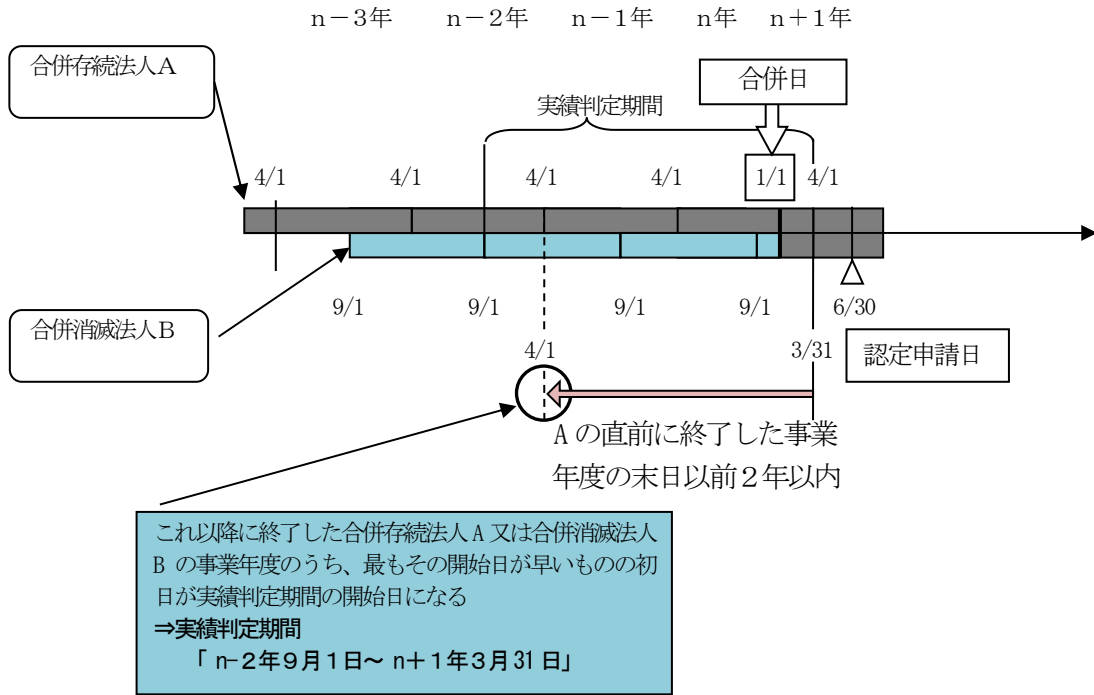 n－3年 n－2年 n－1年 n年 n＋1年
合併存続法人A
合併日
実績判定期間
4/1 4/1 4/1 4/1 1/1 4/1
合併消滅法人B
9/1 9/1 9/1 9/1 6/30
4/1 3/31 認定申請日
Aの直前に終了した事業
年度の末日以前２年以内
これ以降に終了した合併存続法人A又は合併消滅法人
B の事業年度のうち、最もその開始日が早いものの初
日が実績判定期間の開始日になる
⇒実績判定期間
「 n-2年９月１日～ n＋1年３月31日」